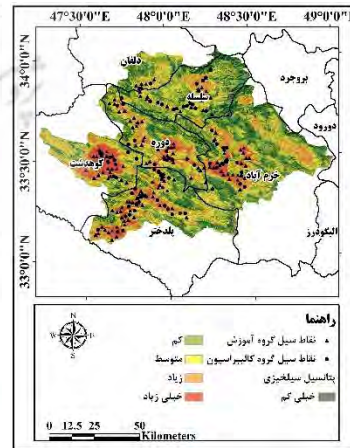 47°30'0"E 48°0'0"E 48°30'0"E 49°0'0"E
34°0'0"N
33°30'0"N
33°0'0"N
دلفان
بروجرد
سلسله
دورود
دوره
کوهدشت
خرم آباد
الیگودرز
پلدختر
راهنما
نقاط سیل گروه آموزش
کم
نقاط سیل گروه کالیبراسیون
متوسط
پتانسیل سیلخیزی
زیاد
خیلی کم
خیلی زیاد
N
W E
S
0 12.5 25 50
Kilometers